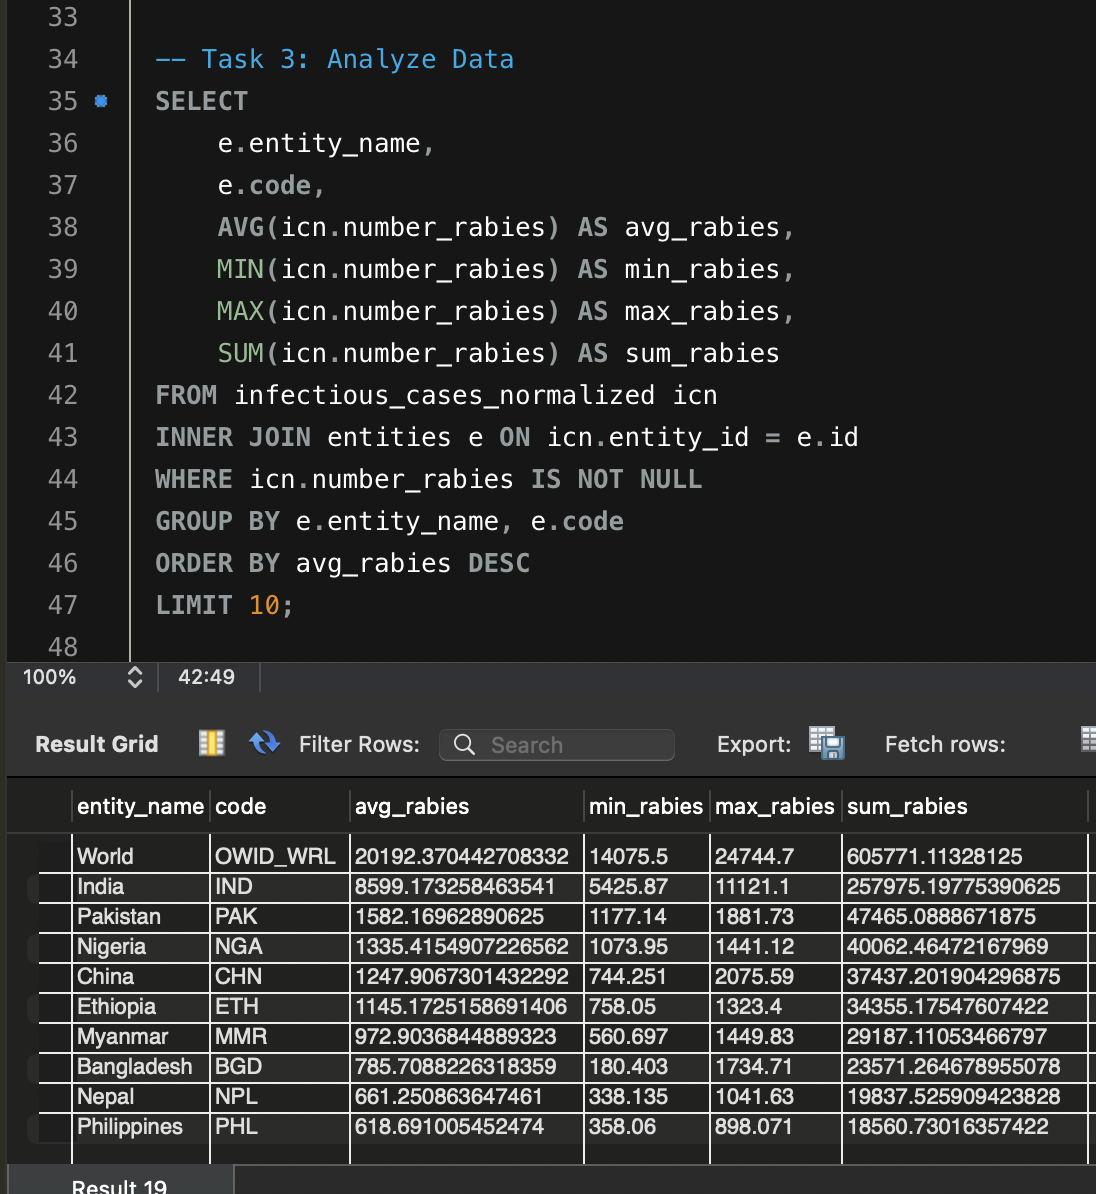 33
34 -- Task 3: Analyze Data
35 SELECT
36 e.entity_name,
37 e.code,
38 AVG(icn.number_rabies) AS avg_rabies,
39 MIN(icn.number_rabies) AS min_rabies,
40 MAX(icn.number_rabies) AS max_rabies,
41 SUM(icn.number_rabies) AS sum_rabies
42 FROM infectious_cases_normalized icn
43 INNER JOIN entities e ON icn.entity_id = e.id
44 WHERE icn.number_rabies IS NOT NULL
45 GROUP BY e.entity_name, e.code
46 ORDER BY avg_rabies DESC
47 LIMIT 10;
48
100% 42:49
Result Grid Filter Rows: Search Export: Fetch rows:
entity_name code avg_rabies min_rabies max_rabies sum_rabies
World OWID_WRL 20192.370442708332 14075.5 24744.7 605771.11328125
India IND 8599.173258463541 5425.87 11121.1 257975.19775390625
Pakistan PAK 1582.16962890625 1177.14 1881.73 47465.0888671875
Nigeria NGA 1335.4154907226562 1073.95 1441.12 40062.46472167969
China CHN 1247.9067301432292 744.251 2075.59 37437.201904296875
Ethiopia ETH 1145.1725158691406 758.05 1323.4 34355.17547607422
Myanmar MMR 972.9036844889323 560.697 1449.83 29187.11053466797
Bangladesh BGD 785.7088226318359 180.403 1734.71 23571.264678955078
Nepal NPL 661.250863647461 338.135 1041.63 19837.525909423828
Philippines PHL 618.691005452474 358.06 898.071 18560.73016357422
Result 19